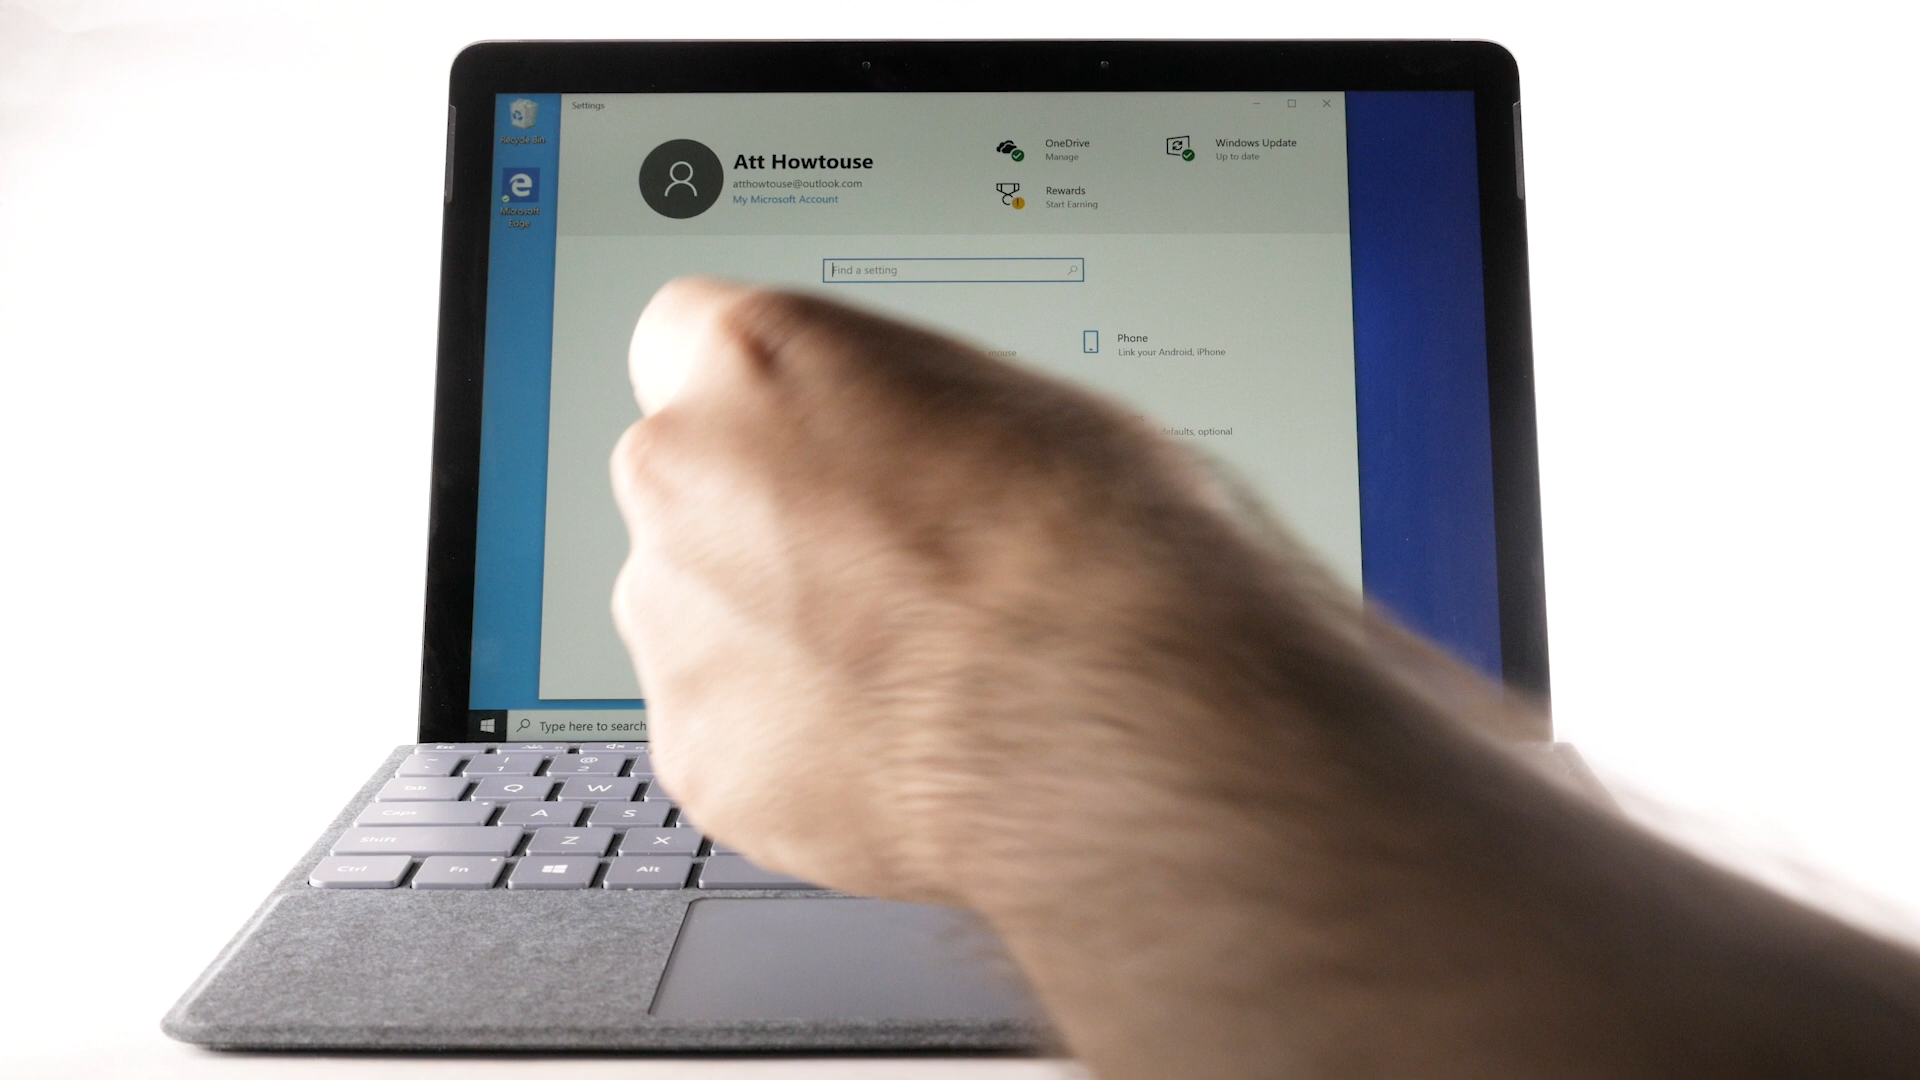 Settings
Recycle Bin
Microsoft
Edge
Att Howtouse
atthowtouse@outlook.com
My Microsoft Account
OneDrive
Manage
Rewards
Start Earning
Windows Update
Up to date
Find a setting
mouse
Phone
Link your Android, iPhone
defaults, optional
Type here to search
Esc
~ `
! 1
@ 2
Tab Q W
Caps A S
Shift Z X
Ctrl Fn Alt